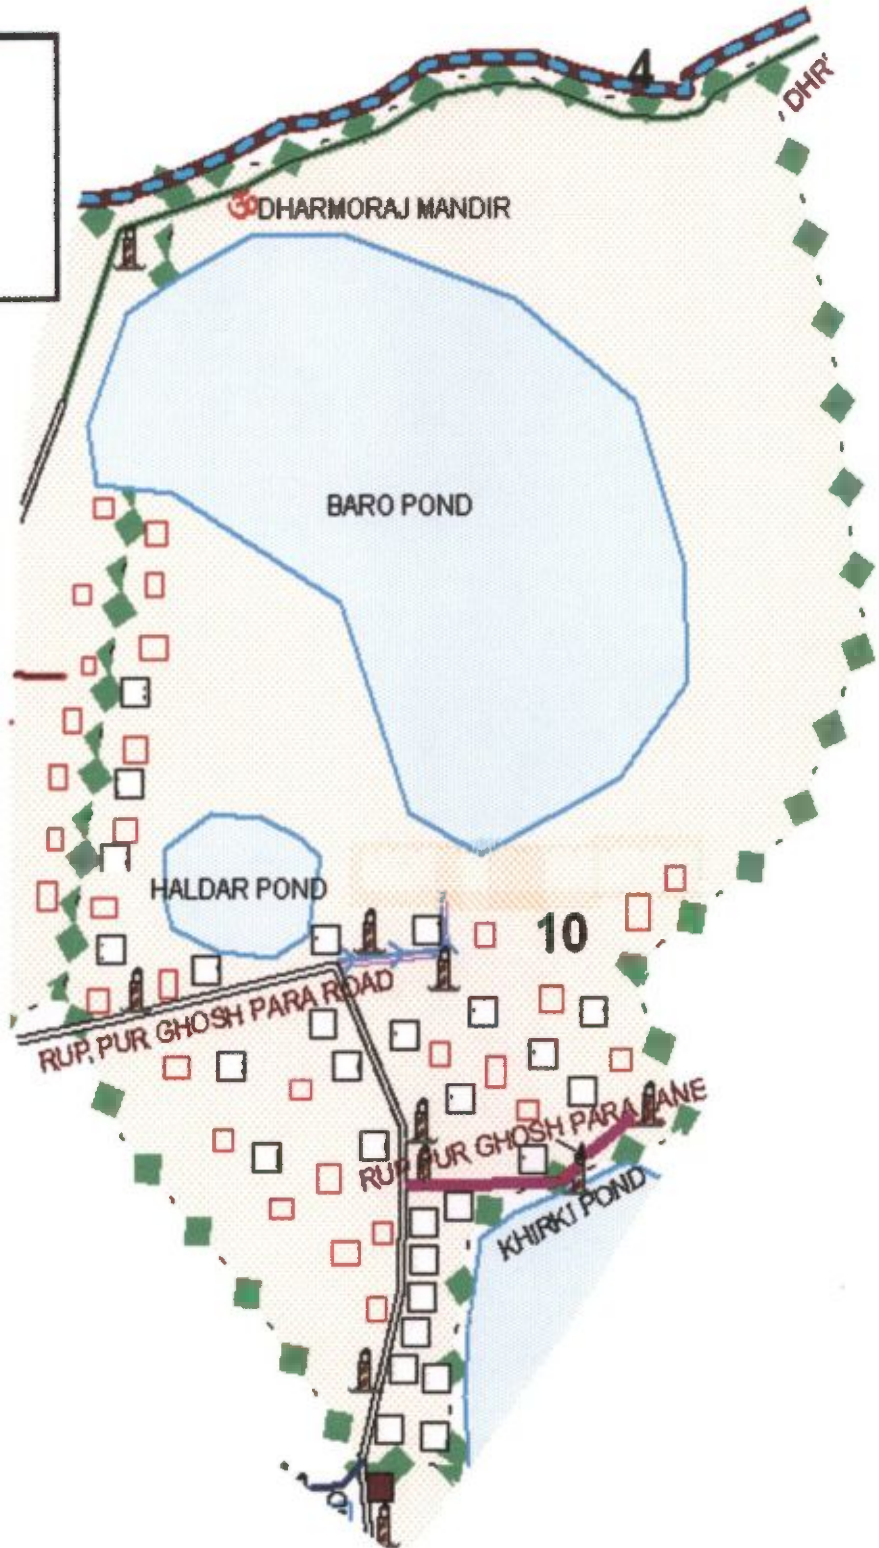 4
DHR
ॐ DHARMORAJ MANDIR
BARO POND
HALDAR POND
10
RUP PUR GHOSH PARA ROAD
RUP PUR GHOSH PARA LANE
KHIRKI POND